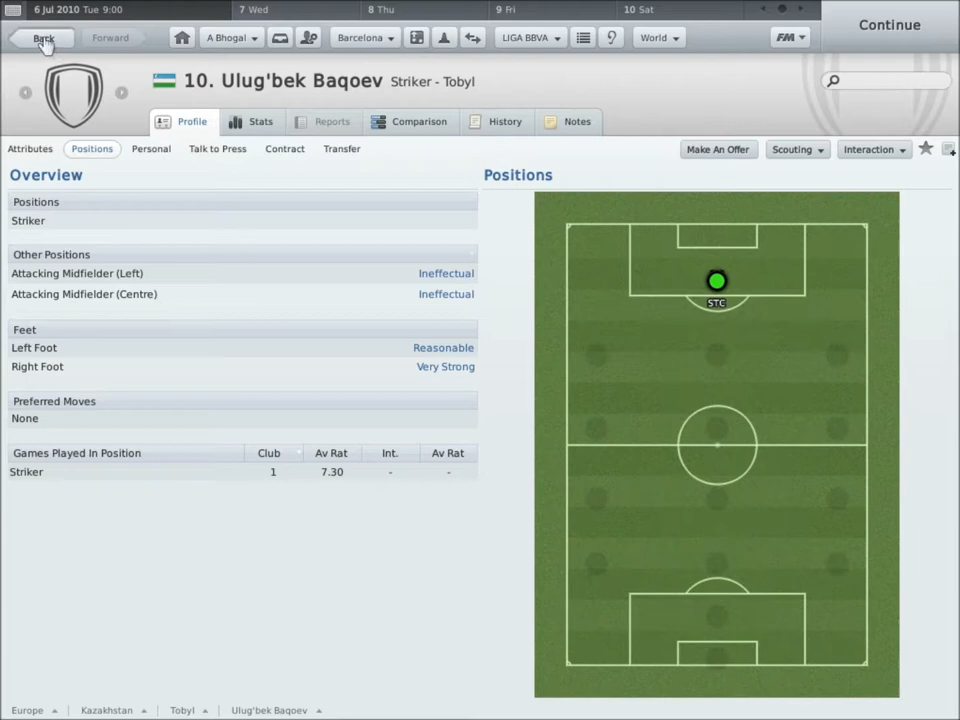 6 Jul 2010 Tue 9:00 7 Wed 8 Thu 9 Fri 10 Sat
Continue
Back Forward A Bhogal Barcelona LIGA BBVA World FM
10. Ulug'bek Baqoev Striker - Tobyl
Profile Stats Reports Comparison History Notes
Attributes Positions Personal Talk to Press Contract Transfer Make An Offer Scouting Interaction
Overview
Positions
Positions
Striker
Other Positions
Attacking Midfielder (Left) Ineffectual
Attacking Midfielder (Centre) Ineffectual
STC
Feet
Left Foot Reasonable
Right Foot Very Strong
Preferred Moves
None
Games Played In Position Club Av Rat Int. Av Rat
Striker 1 7.30 - -
Europe Kazakhstan Tobyl Ulug'bek Baqoev